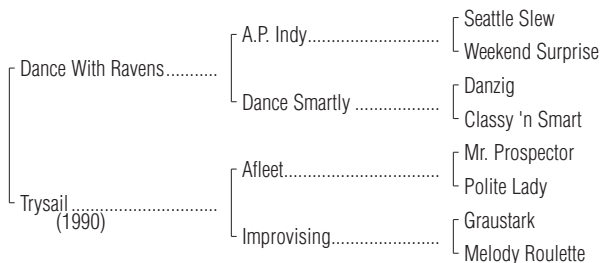 Seattle Slew
A.P. Indy..............................
Weekend Surprise
Dance With Ravens...........
Danzig
Dance Smartly ...................
Classy 'n Smart
Mr. Prospector
Afleet...................................
Polite Lady
Trysail.................................
(1990)
Graustark
Improvising........................
Melody Roulette